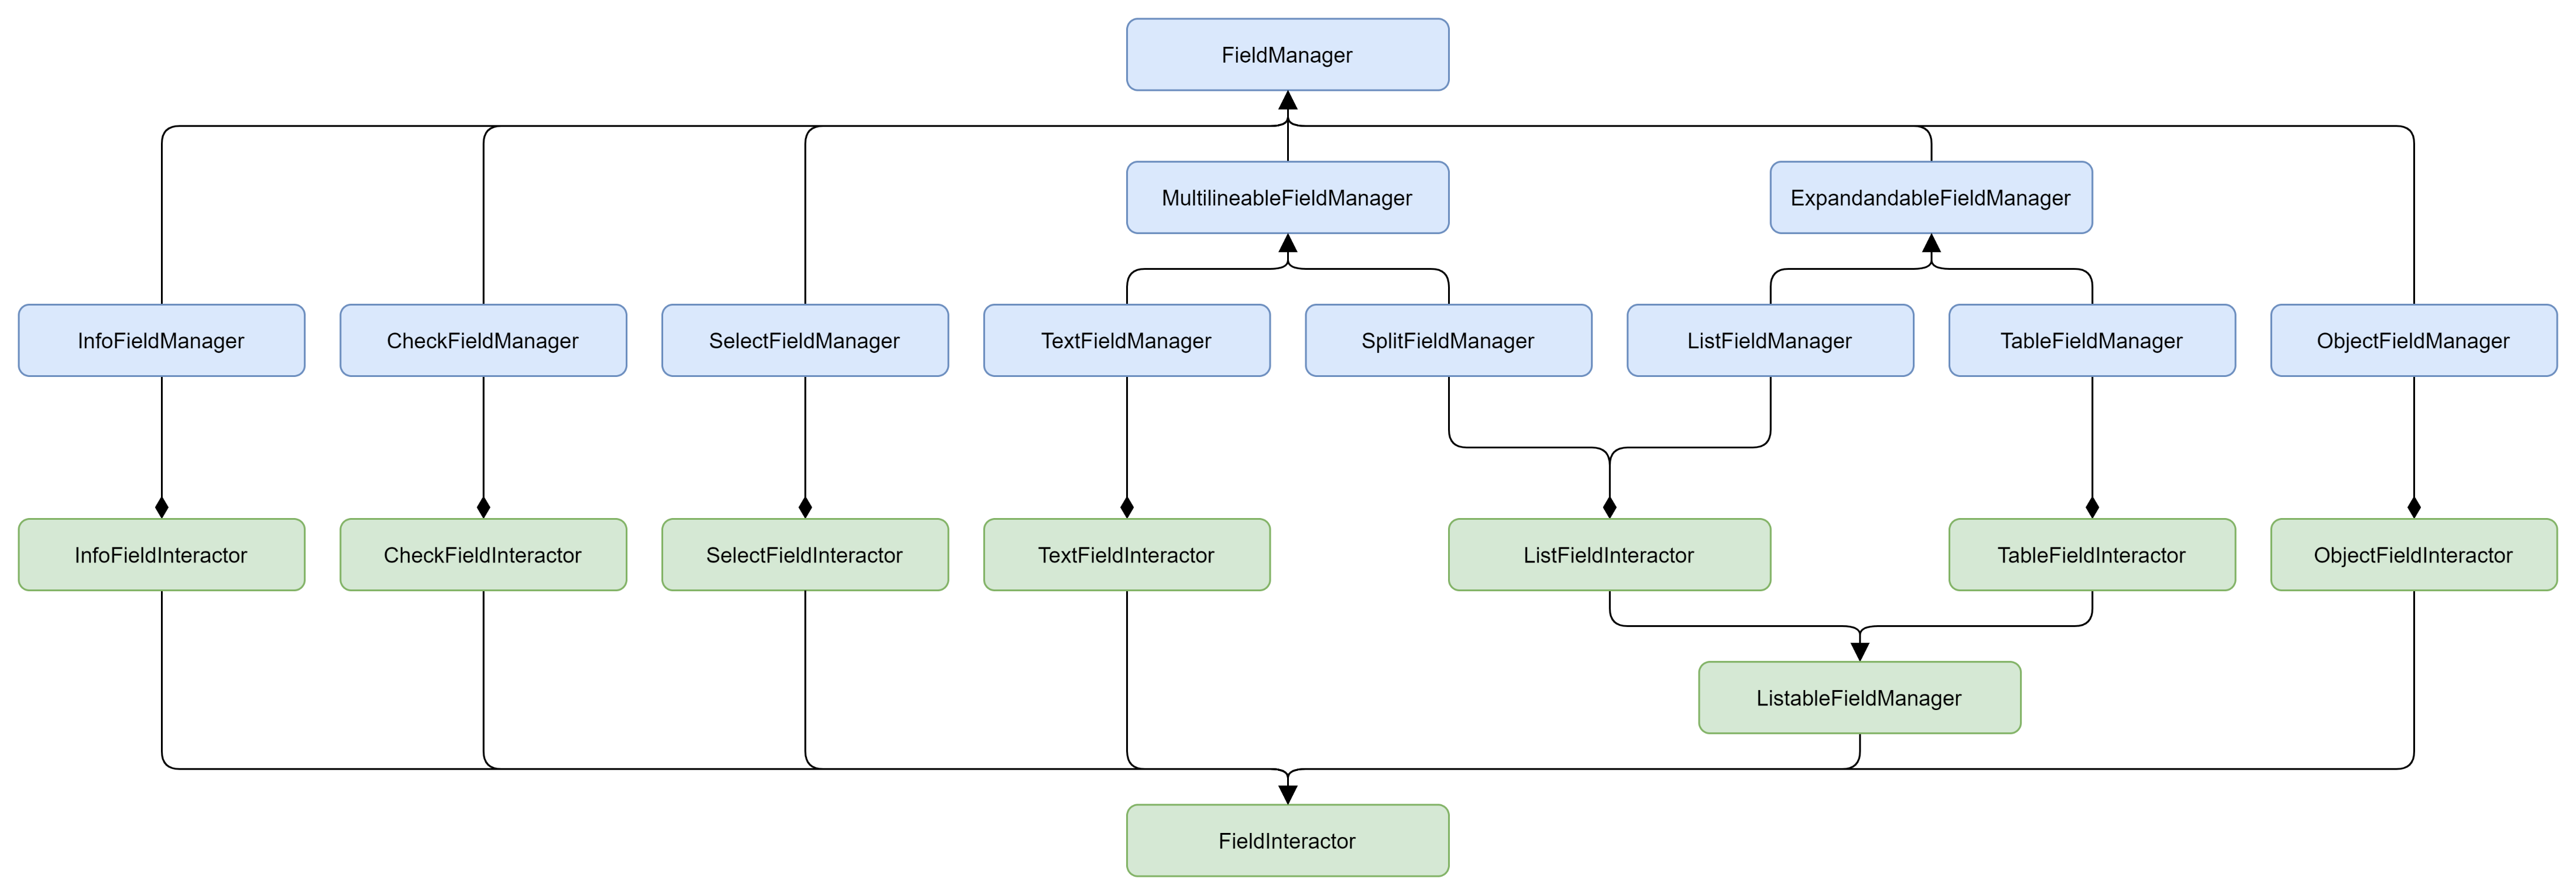 FieldManager
MultilineableFieldManager
ExpandandableFieldManager
InfoFieldManager
CheckFieldManager
SelectFieldManager
TextFieldManager
SplitFieldManager
ListFieldManager
TableFieldManager
ObjectFieldManager
InfoFieldInteractor
CheckFieldInteractor
SelectFieldInteractor
TextFieldInteractor
ListFieldInteractor
TableFieldInteractor
ObjectFieldInteractor
ListableFieldManager
FieldInteractor